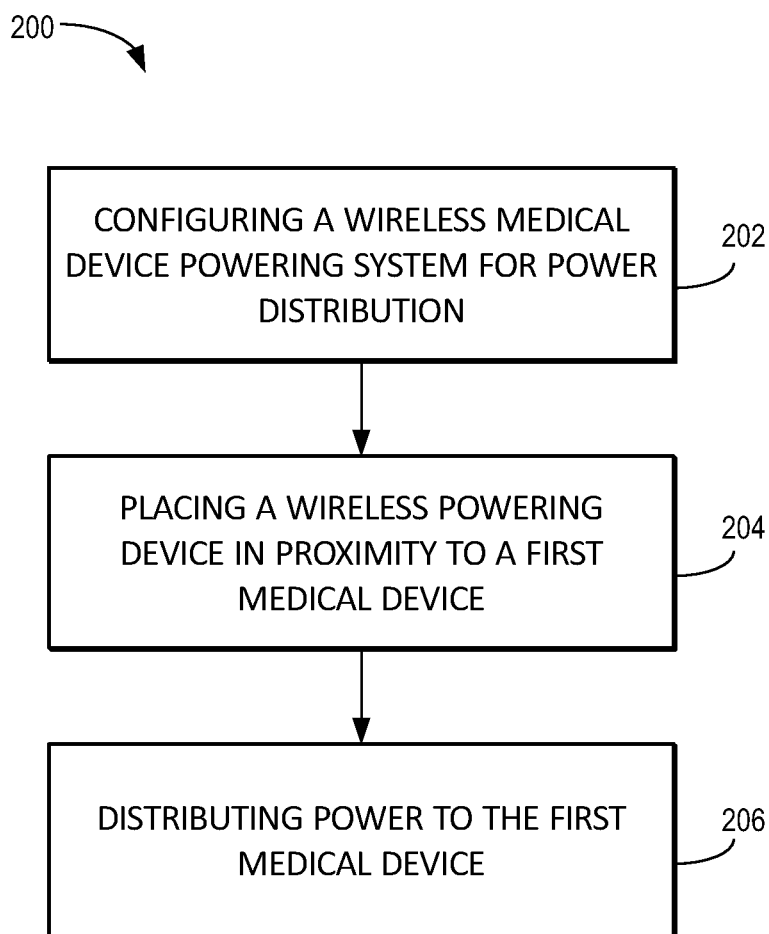 200
CONFIGURING A WIRELESS MEDICAL
DEVICE POWERING SYSTEM FOR POWER
DISTRIBUTION
202
PLACING A WIRELESS POWERING
DEVICE IN PROXIMITY TO A FIRST
MEDICAL DEVICE
204
DISTRIBUTING POWER TO THE FIRST
MEDICAL DEVICE
206